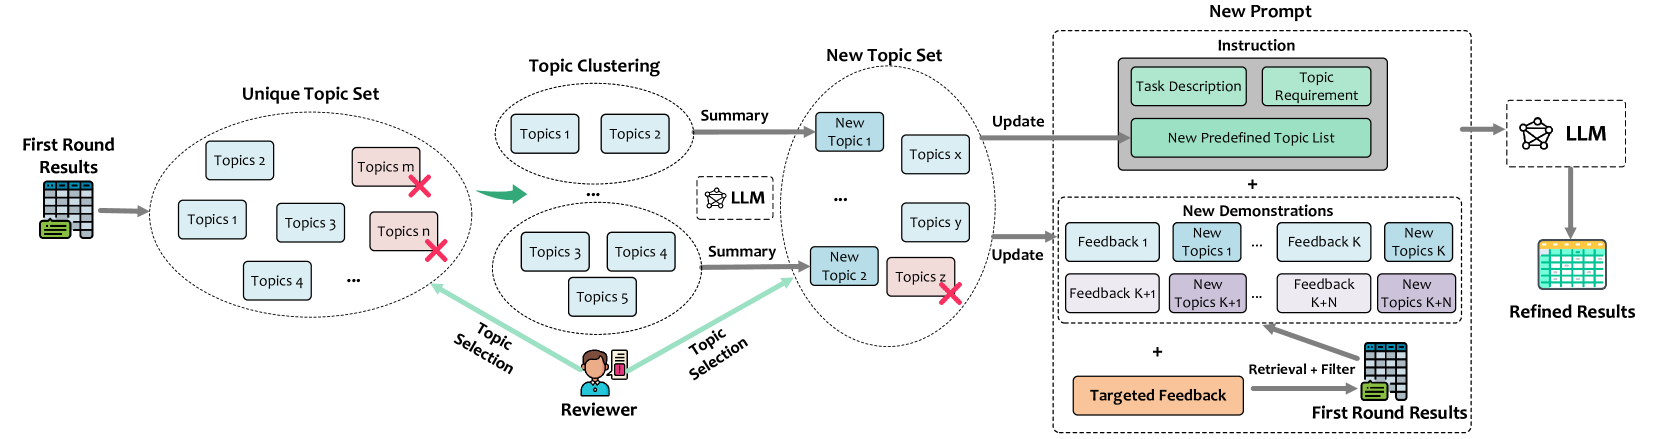 First Round
Results
Unique Topic Set
Topics 2
Topics m
Topics 1
Topics 3
Topics n
Topics 4
...
Topic Clustering
Topics 1
Topics 2
...
Topics 3
Topics 4
Topics 5
LLM
Summary
Summary
Topic
Selection
Topic
Selection
Reviewer
New Topic Set
New
Topic 1
Topics x
...
Topics y
New
Topic 2
Topics z
Update
Update
New Prompt
Instruction
Task Description
Topic
Requirement
New Predefined Topic List
+
New Demonstrations
Feedback 1
New
Topics 1
...
Feedback K
New
Topics K
Feedback K+1
New
Topics K+1
...
Feedback
K+N
New
Topics K+N
+
Targeted Feedback
Retrieval + Filter
First Round Results
LLM
Refined Results